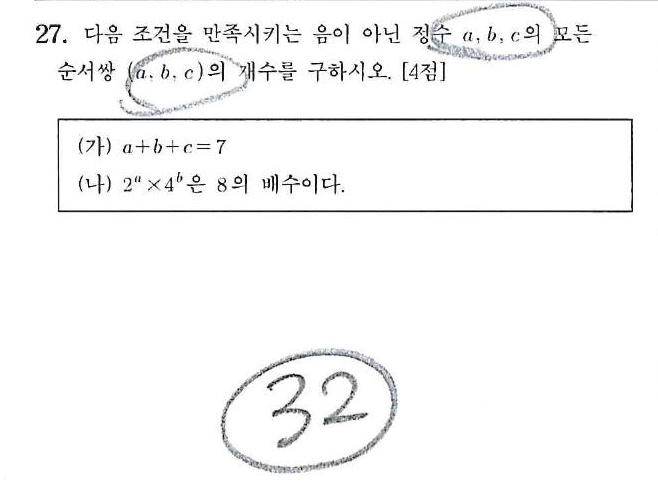 27. 다음 조건을 만족시키는 음이 아닌 정수 a, b, c의 모든
순서쌍 (a, b, c)의 개수를 구하시오. [4점]
(가) a+b+c=7
(나) 2^a×4^b은 8의 배수이다.
32